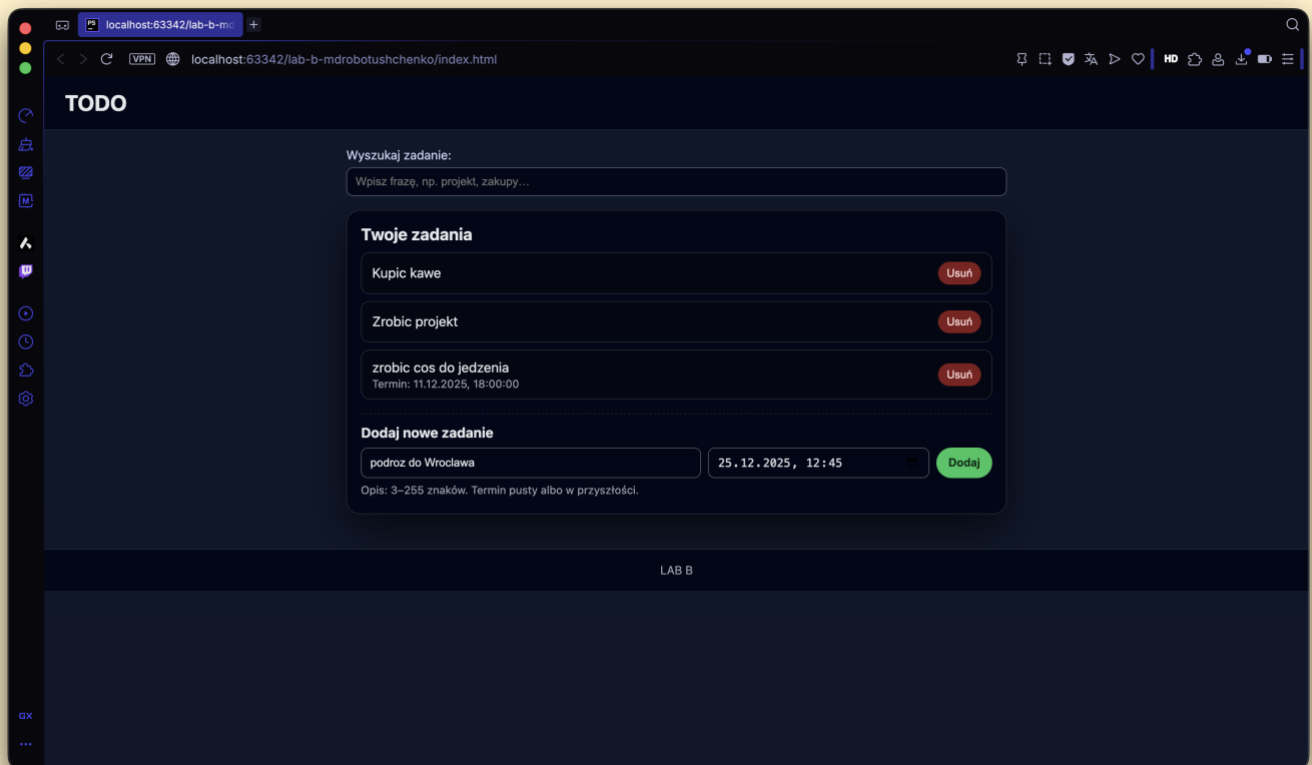 PS localhost:63342/lab-b-md
VPN localhost:63342/lab-b-mdrobotushchenko/index.html HD
TODO
Wyszukaj zadanie:
Wpisz frazę, np. projekt, zakupy…
Twoje zadania
Kupic kawe Usuń
Zrobic projekt Usuń
zrobic cos do jedzenia
Termin: 11.12.2025, 18:00:00 Usuń
Dodaj nowe zadanie
podroz do Wroclawa 25.12.2025, 12:45 Dodaj
Opis: 3–255 znaków. Termin pusty albo w przyszłości.
LAB B
GX